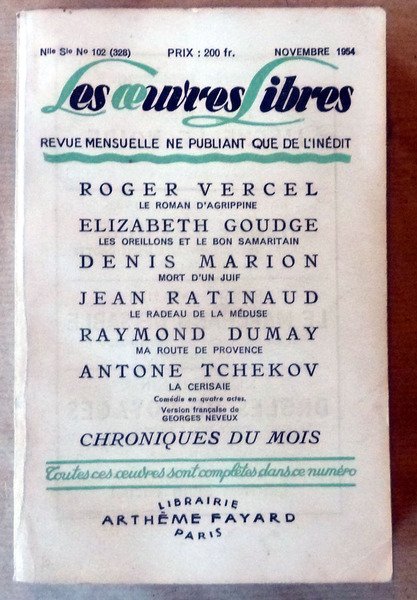 Nlle Sie No 102 (328) PRIX : 200 fr. NOVEMBRE 1954
Les œuvres Libres
REVUE MENSUELLE NE PUBLIANT QUE DE L'INÉDIT
ROGER VERCEL
LE ROMAN D'AGRIPPINE
ELIZABETH GOUDGE
LES OREILLONS ET LE BON SAMARITAIN
DENIS MARION
MORT D'UN JUIF
JEAN RATINAUD
LE RADEAU DE LA MÉDUSE
RAYMOND DUMAY
MA ROUTE DE PROVENCE
ANTONE TCHEKOV
LA CERISAIE
Comédie en quatre actes.
Version française de
GEORGES NEVEUX
CHRONIQUES DU MOIS
Toutes ces œuvres sont complètes dans ce numéro
LIBRAIRIE
ARTHÈME FAYARD
PARIS